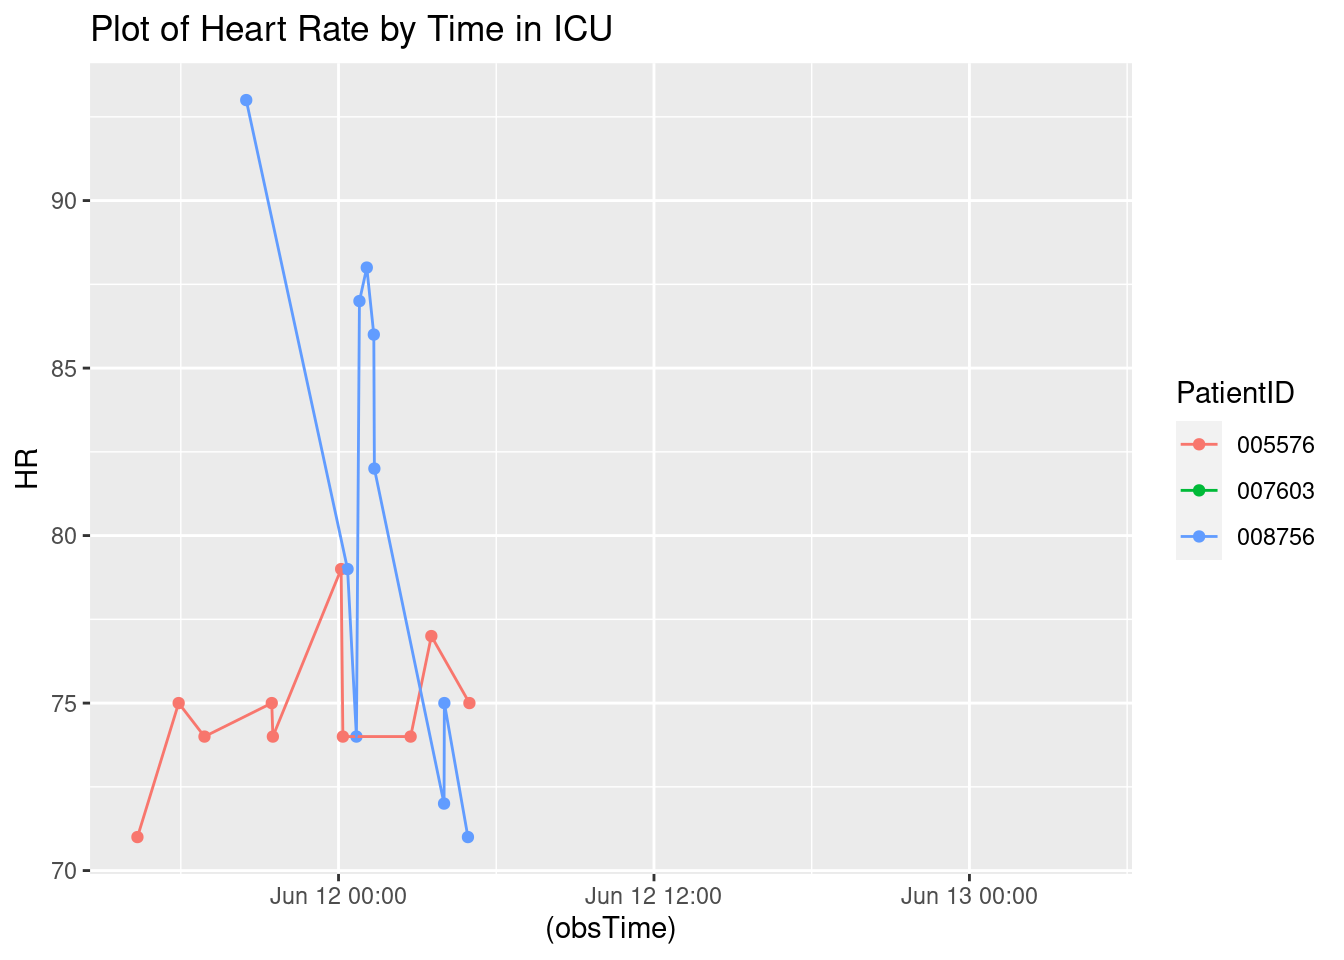 Plot of Heart Rate by Time in ICU
HR
90
85
80
75
70
Jun 12 00:00
Jun 12 12:00
Jun 13 00:00
(obsTime)
PatientID
005576
007603
008756